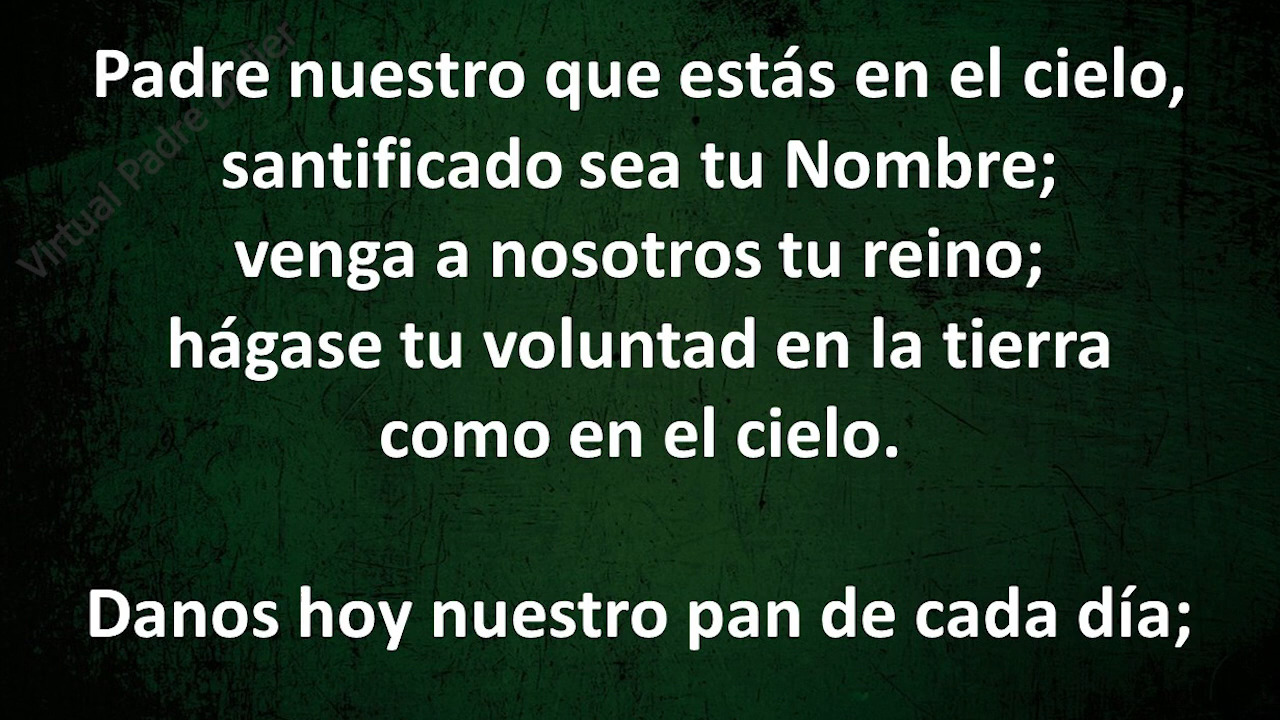 Padre nuestro que estás en el cielo,
santificado sea tu Nombre;
venga a nosotros tu reino;
hágase tu voluntad en la tierra
como en el cielo.
Danos hoy nuestro pan de cada día;
Virtual Padre